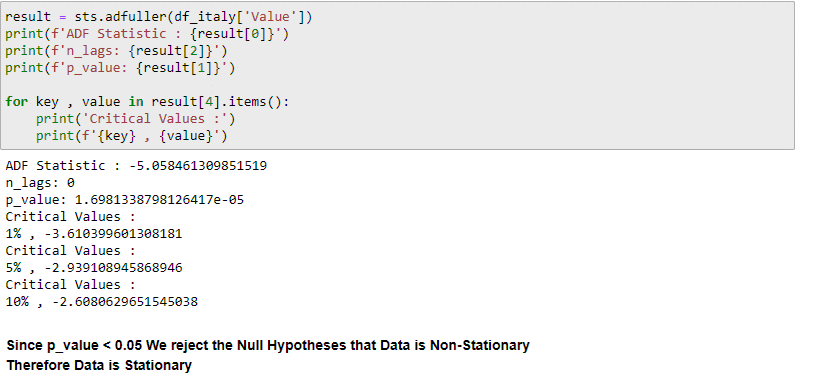 result = sts.adfuller(df_italy['Value'])
print(f'ADF Statistic : {result[0]}')
print(f'n_lags: {result[2]}')
print(f'p_value: {result[1]}')
for key , value in result[4].items():
    print('Critical Values :')
    print(f'{key} , {value}')
ADF Statistic : -5.058461309851519
n_lags: 0
p_value: 1.6981338798126417e-05
Critical Values :
1% , -3.610399601308181
Critical Values :
5% , -2.939108945868946
Critical Values :
10% , -2.6080629651545038
Since p_value < 0.05 We reject the Null Hypotheses that Data is Non-Stationary
Therefore Data is Stationary